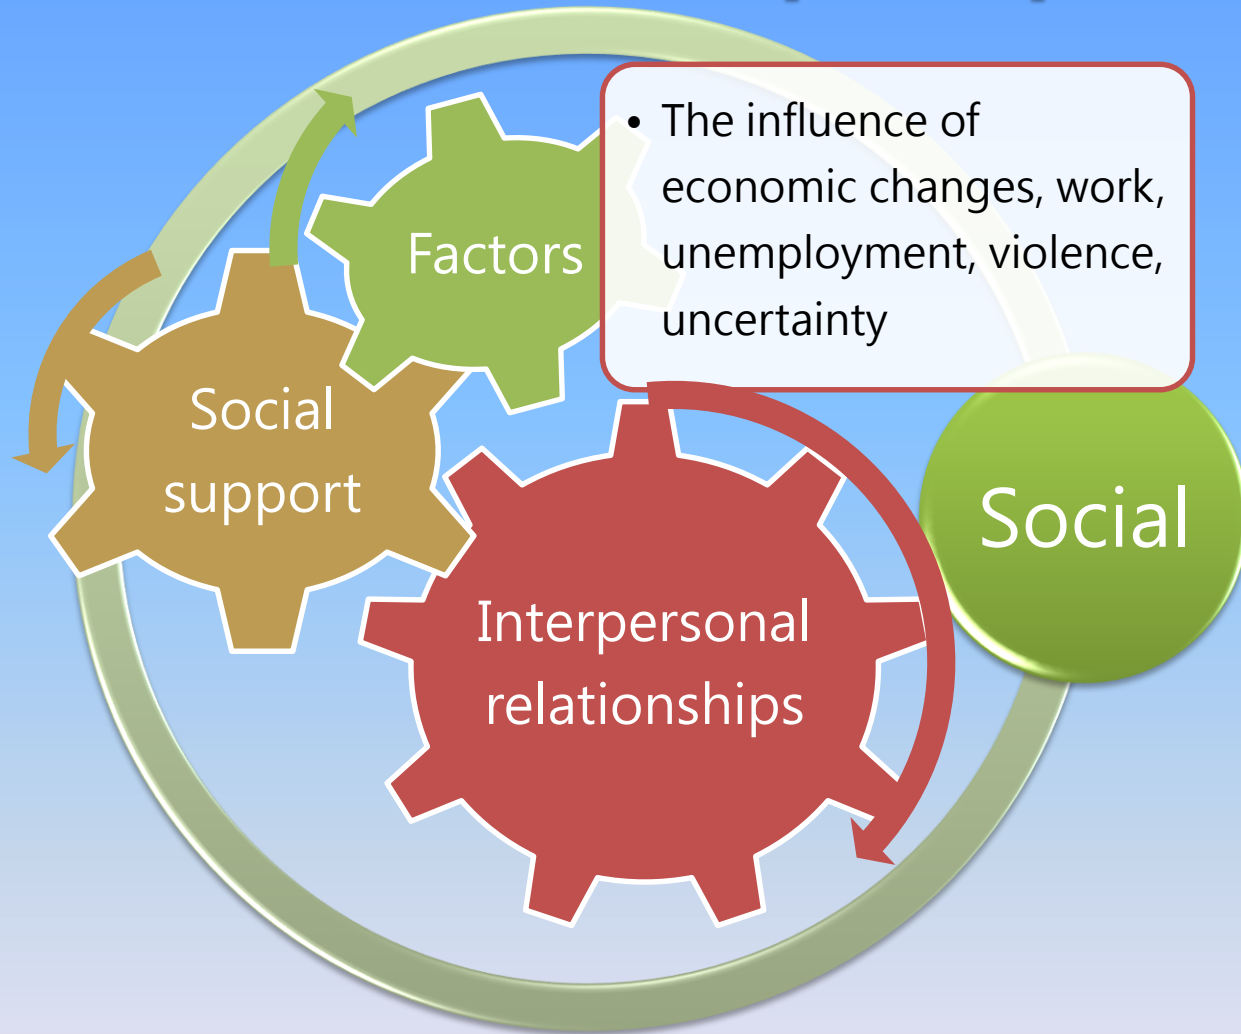 • The influence of
economic changes, work,
unemployment, violence,
uncertainty
Factors
Social
support
Interpersonal
relationships
Social